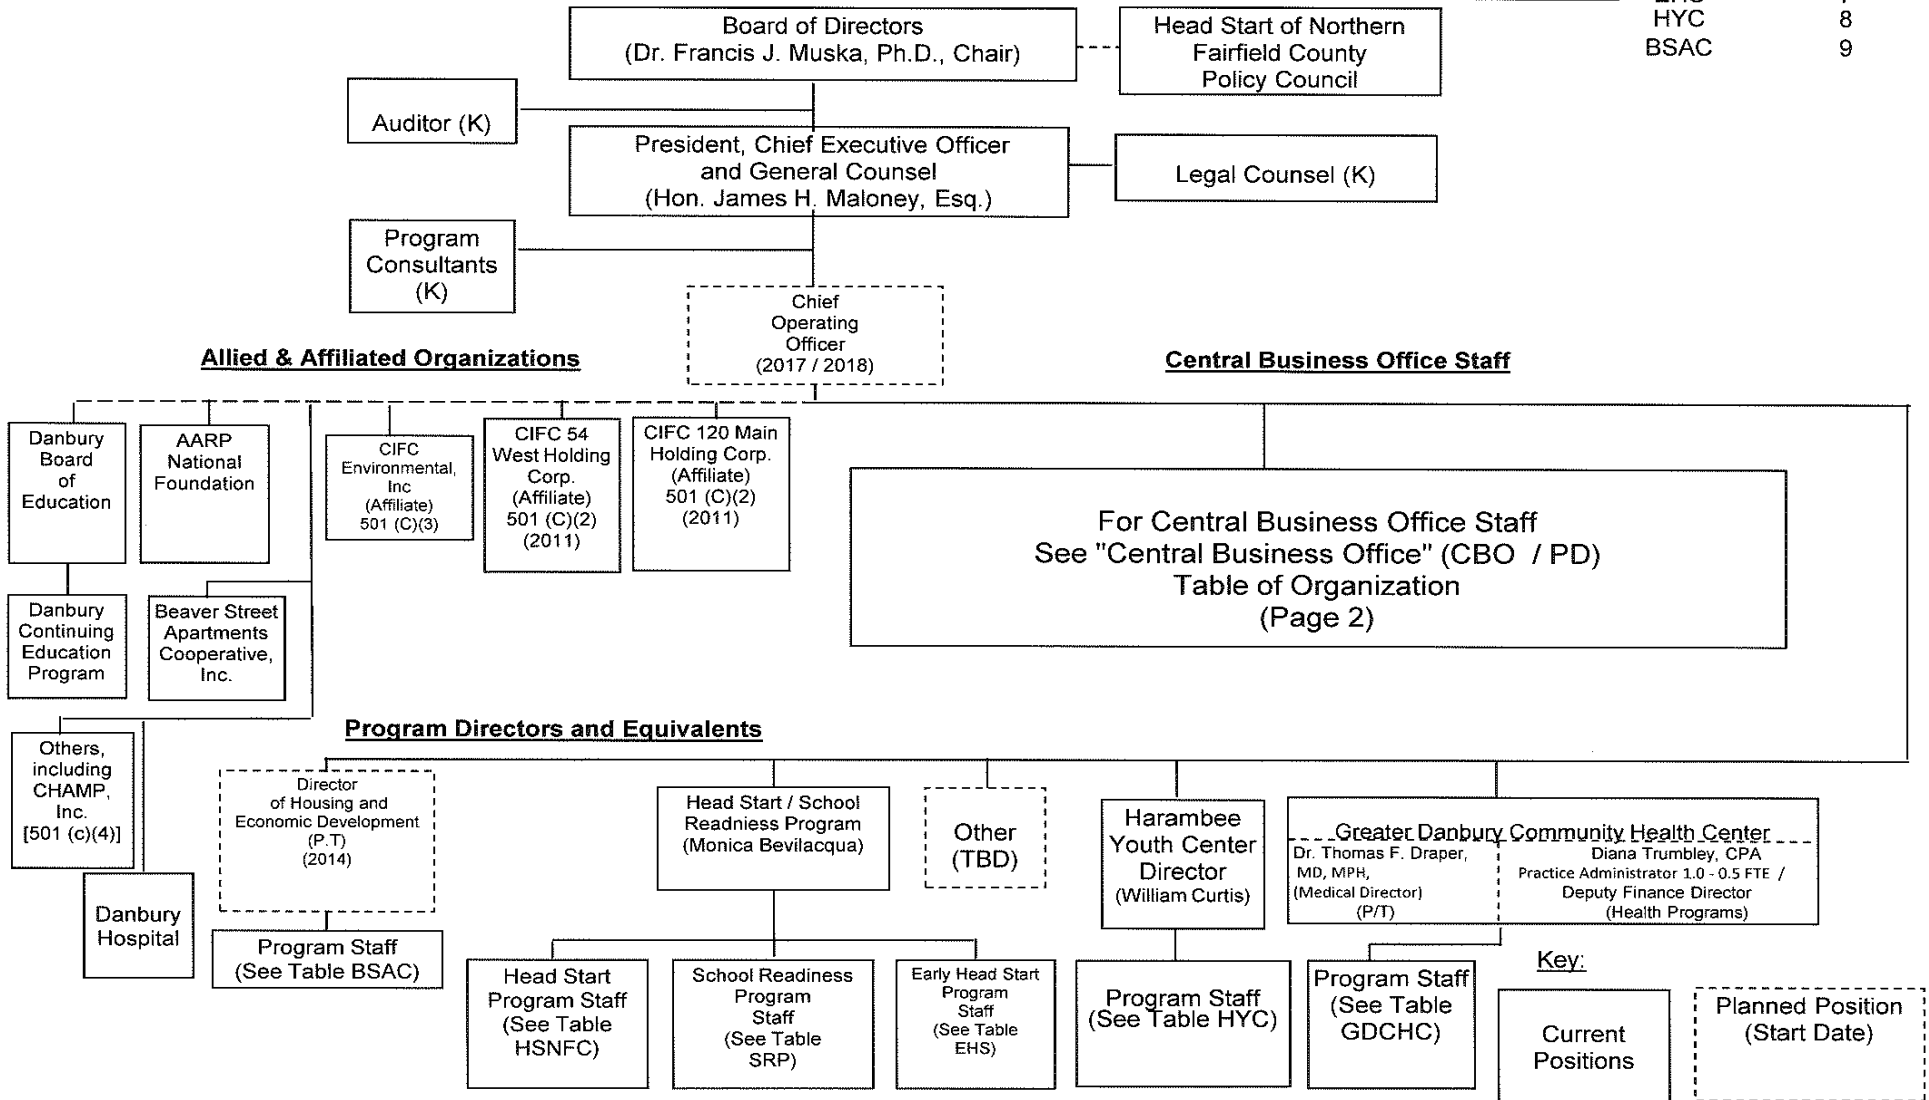 Board of Directors
(Dr. Francis J. Muska, Ph.D., Chair)
Head Start of Northern
Fairfield County
Policy Council
HYC 8
BSAC 9
Auditor (K)
President, Chief Executive Officer
and General Counsel
(Hon. James H. Maloney, Esq.)
Legal Counsel (K)
Program
Consultants
(K)
Chief
Operating
Officer
(2017 / 2018)
Allied & Affiliated Organizations
Central Business Office Staff
Danbury
Board
of
Education
AARP
National
Foundation
CIFC
Environmental,
Inc
(Affiliate)
501 (C)(3)
CIFC 54
West Holding
Corp.
(Affiliate)
501 (C)(2)
(2011)
CIFC 120 Main
Holding Corp.
(Affiliate)
501 (C)(2)
(2011)
For Central Business Office Staff
See "Central Business Office" (CBO / PD)
Table of Organization
(Page 2)
Danbury
Continuing
Education
Program
Beaver Street
Apartments
Cooperative,
Inc.
Program Directors and Equivalents
Others,
including
CHAMP,
Inc.
[501 (c)(4)]
Danbury
Hospital
Director
of Housing and
Economic Development
(P.T)
(2014)
Program Staff
(See Table BSAC)
Head Start / School
Readness Program
(Monica Bevilacqua)
Other
(TBD)
Harambee
Youth Center
Director
(William Curtis)
Greater Danbury Community Health Center
Dr. Thomas F. Draper,
MD, MPH,
(Medical Director)
(P/T)
Diana Trumbley, CPA
Practice Administrator 1.0 - 0.5 FTE /
Deputy Finance Director
(Health Programs)
Head Start
Program Staff
(See Table
HSNFC)
School Readiness
Program
Staff
(See Table
SRP)
Early Head Start
Program
Staff
(See Table
EHS)
Program Staff
(See Table HYC)
Program Staff
(See Table
GDCHC)
Key:
Current
Positions
Planned Position
(Start Date)